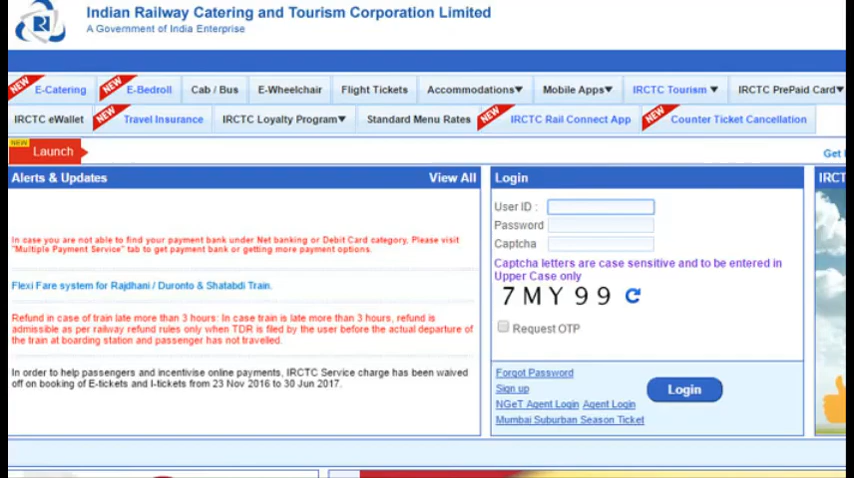 Indian Railway Catering and Tourism Corporation Limited
A Government of India Enterprise
NEW E-Catering NEW E-Bedroll Cab / Bus E-Wheelchair Flight Tickets Accommodations▼ Mobile Apps▼ IRCTC Tourism ▼ IRCTC PrePaid Card▼
IRCTC eWallet NEW Travel Insurance IRCTC Loyalty Program▼ Standard Menu Rates NEW IRCTC Rail Connect App NEW Counter Ticket Cancellation
NEW
Launch
Get
Alerts & Updates View All
In case you are not able to find your payment bank under Net banking or Debit Card category, Please visit
"Multiple Payment Service" tab to get payment bank or getting more payment options.
Flexi Fare system for Rajdhani / Duronto & Shatabdi Train.
Refund in case of train late more than 3 hours: In case train is late more than 3 hours, refund is
admissible as per railway refund rules only when TDR is filed by the user before the actual departure of
the train at boarding station and passenger has not travelled.
In order to help passengers and incentivise online payments, IRCTC Service charge has been waived
off on booking of E-tickets and I-tickets from 23 Nov 2016 to 30 Jun 2017.
Login
User ID :
Password
Captcha
Captcha letters are case sensitive and to be entered in
Upper Case only
7MY99
Request OTP
Forgot Password
Sign up
NGeT Agent Login Agent Login
Mumbai Suburban Season Ticket
Login
IRCT